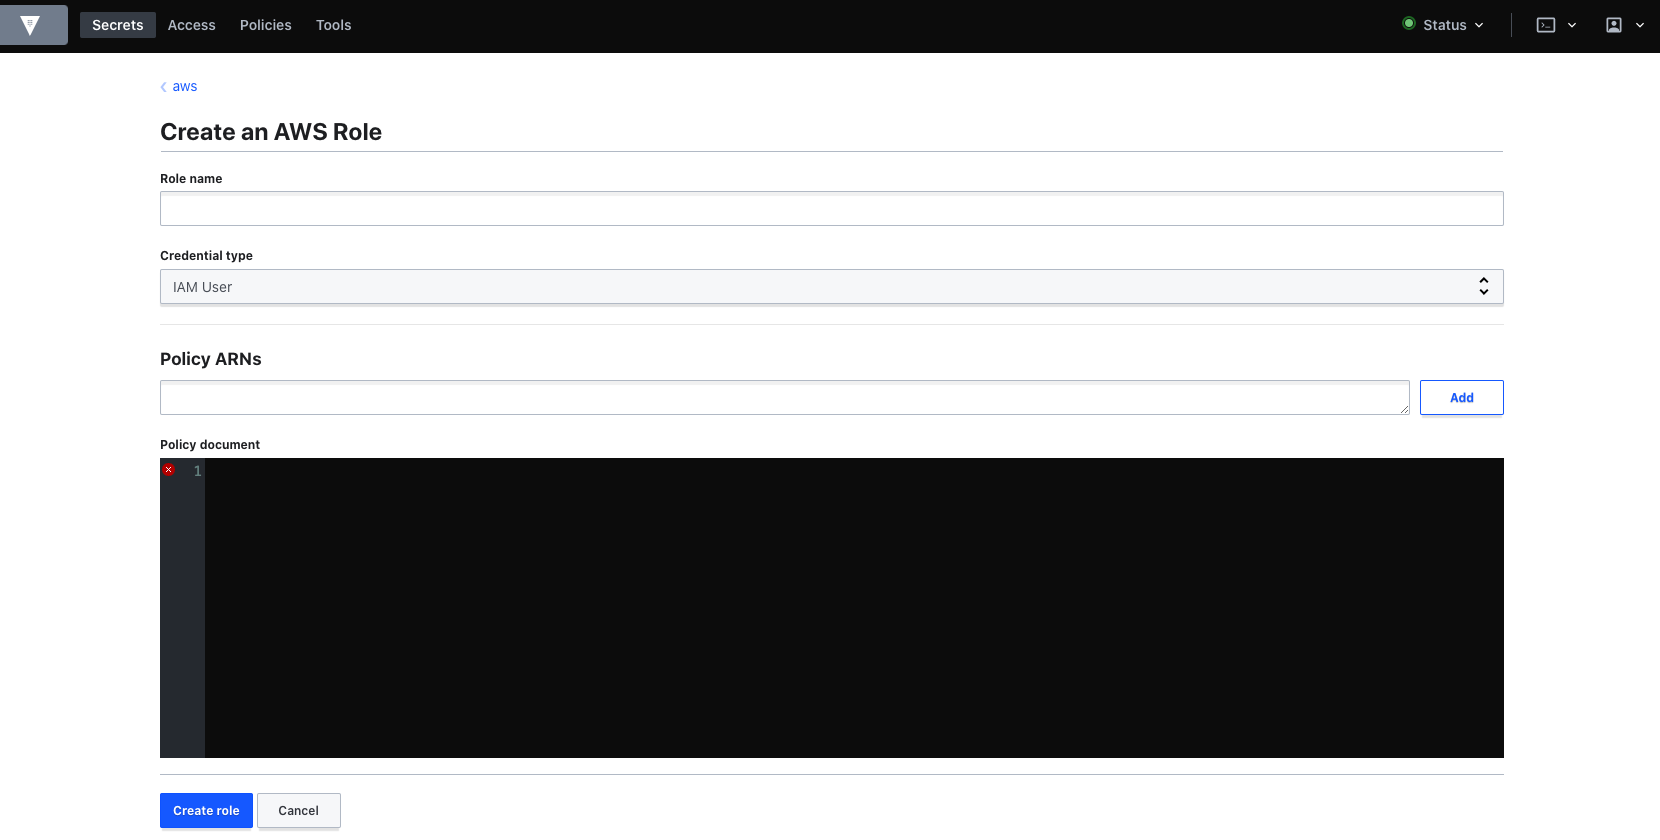 Secrets Access Policies Tools Status
aws
Create an AWS Role
Role name
Credential type
IAM User
Policy ARNs
Add
Policy document
1
Create role Cancel